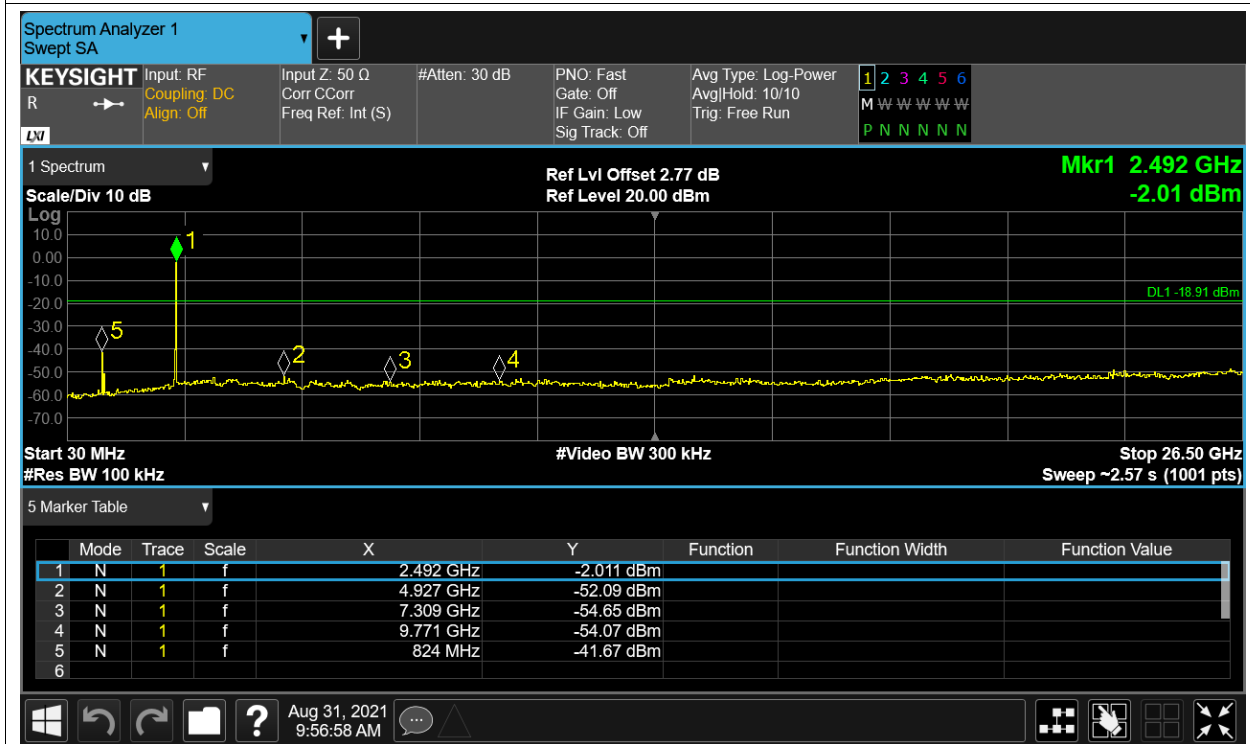 Spectrum Analyzer 1
Swept SA
+
KEYSIGHT
R
LXI
Input: RF
Coupling: DC
Align: Off
Input Z: 50 Ω
Corr CCorr
Freq Ref: Int (S)
#Atten: 30 dB
PNO: Fast
Gate: Off
IF Gain: Low
Sig Track: Off
Avg Type: Log-Power
Avg|Hold: 10/10
Trig: Free Run
1 2 3 4 5 6
M W W W W W
P N N N N N
1 Spectrum
Scale/Div 10 dB
Ref Lvl Offset 2.77 dB
Ref Level 20.00 dBm
Mkr1 2.492 GHz
-2.01 dBm
Log
10.0
0.00
-10.0
-20.0
-30.0
-40.0
-50.0
-60.0
-70.0
1
DL1 -18.91 dBm
5
2
3
4
Start 30 MHz
#Res BW 100 kHz
#Video BW 300 kHz
Stop 26.50 GHz
Sweep ~2.57 s (1001 pts)
5 Marker Table
Mode Trace Scale X Y Function Function Width Function Value
1 N 1 f 2.492 GHz -2.011 dBm
2 N 1 f 4.927 GHz -52.09 dBm
3 N 1 f 7.309 GHz -54.65 dBm
4 N 1 f 9.771 GHz -54.07 dBm
5 N 1 f 824 MHz -41.67 dBm
6
?
Aug 31, 2021
9:56:58 AM